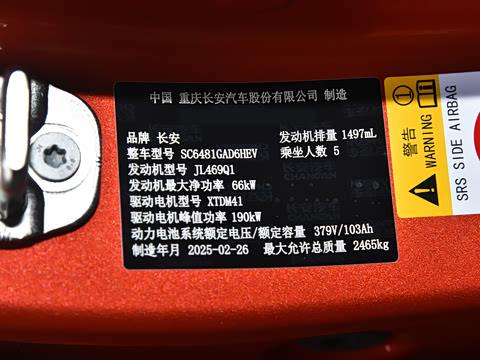 中国 重庆长安汽车股份有限公司 制造
品牌 长安 发动机排量 1497mL
整车型号 SC6481GAD6HEV 乘坐人数 5
发动机型号 JL469Q1
发动机最大净功率 66kW
驱动电机型号 XTDM41
驱动电机峰值功率 190kW
动力电池系统额定电压/额定容量 379V/103Ah
制造年月 2025-02-26 最大允许总质量 2465kg
警告
WARNING
SRS SIDE AIRBAG